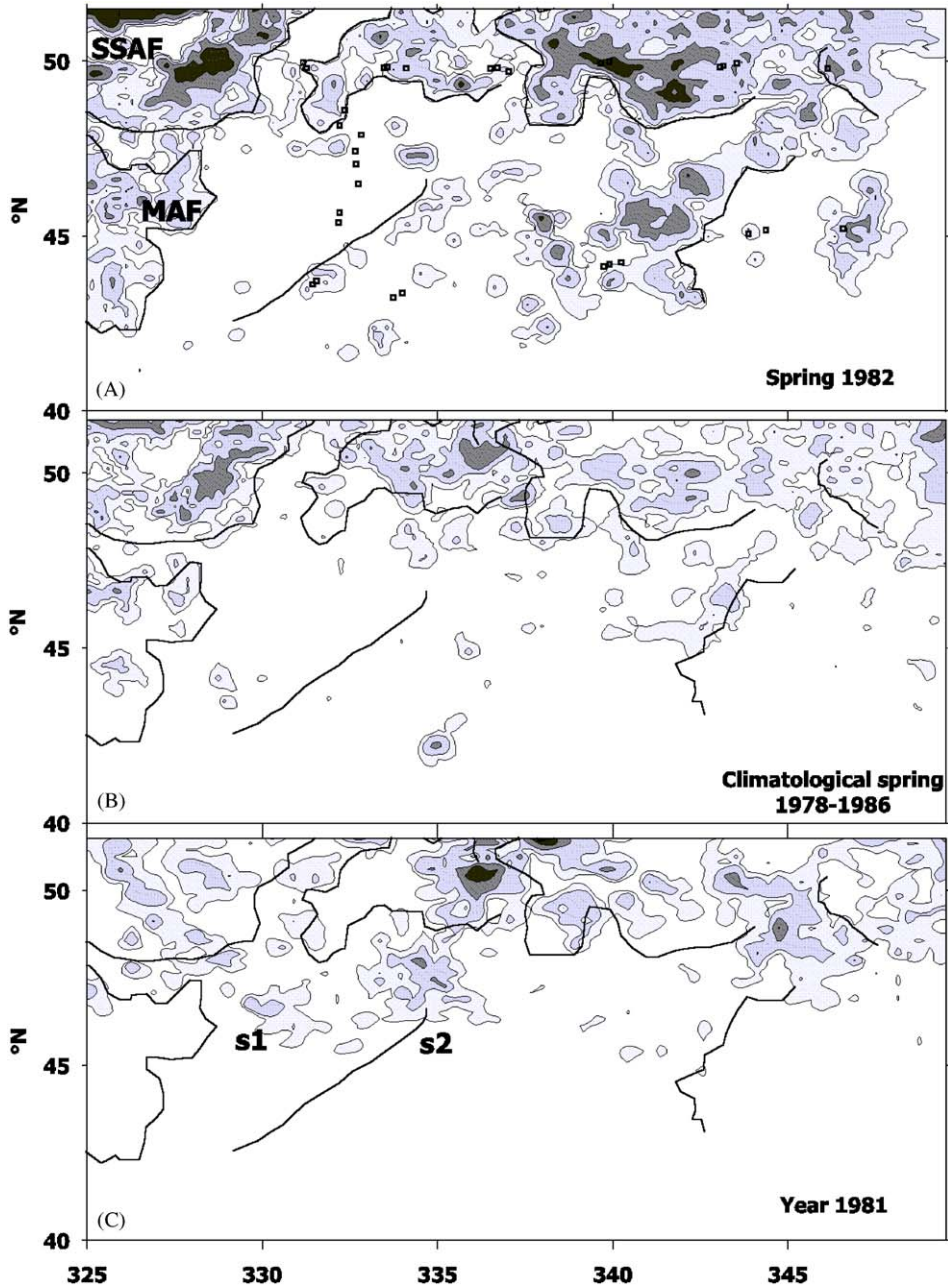 SSAF
50
MAF
°N
45
(A)
Spring 1982
40
50
°N
45
(B)
Climatological spring
1978-1986
40
50
°N
45
s1
s2
(C)
Year 1981
40
325
330
335
340
345